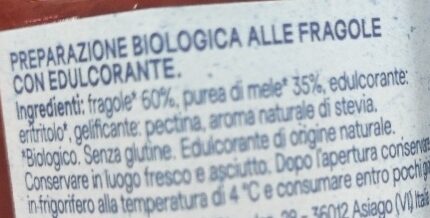 PREPARAZIONE BIOLOGICA ALLE FRAGOLE
CON EDULCORANTE.
Ingredienti: fragole* 60%, purea di mele* 35%, edulcorante:
eritritolo*, gelificante: pectina, aroma naturale di stevia.
*Biologico. Senza glutine. Edulcorante di origine naturale.
Conservare in luogo fresco e asciutto. Dopo l'apertura conservare
in frigorifero alla temperatura di 4 °C e consumare entro pochi
36012 Asiago (VI), Italia